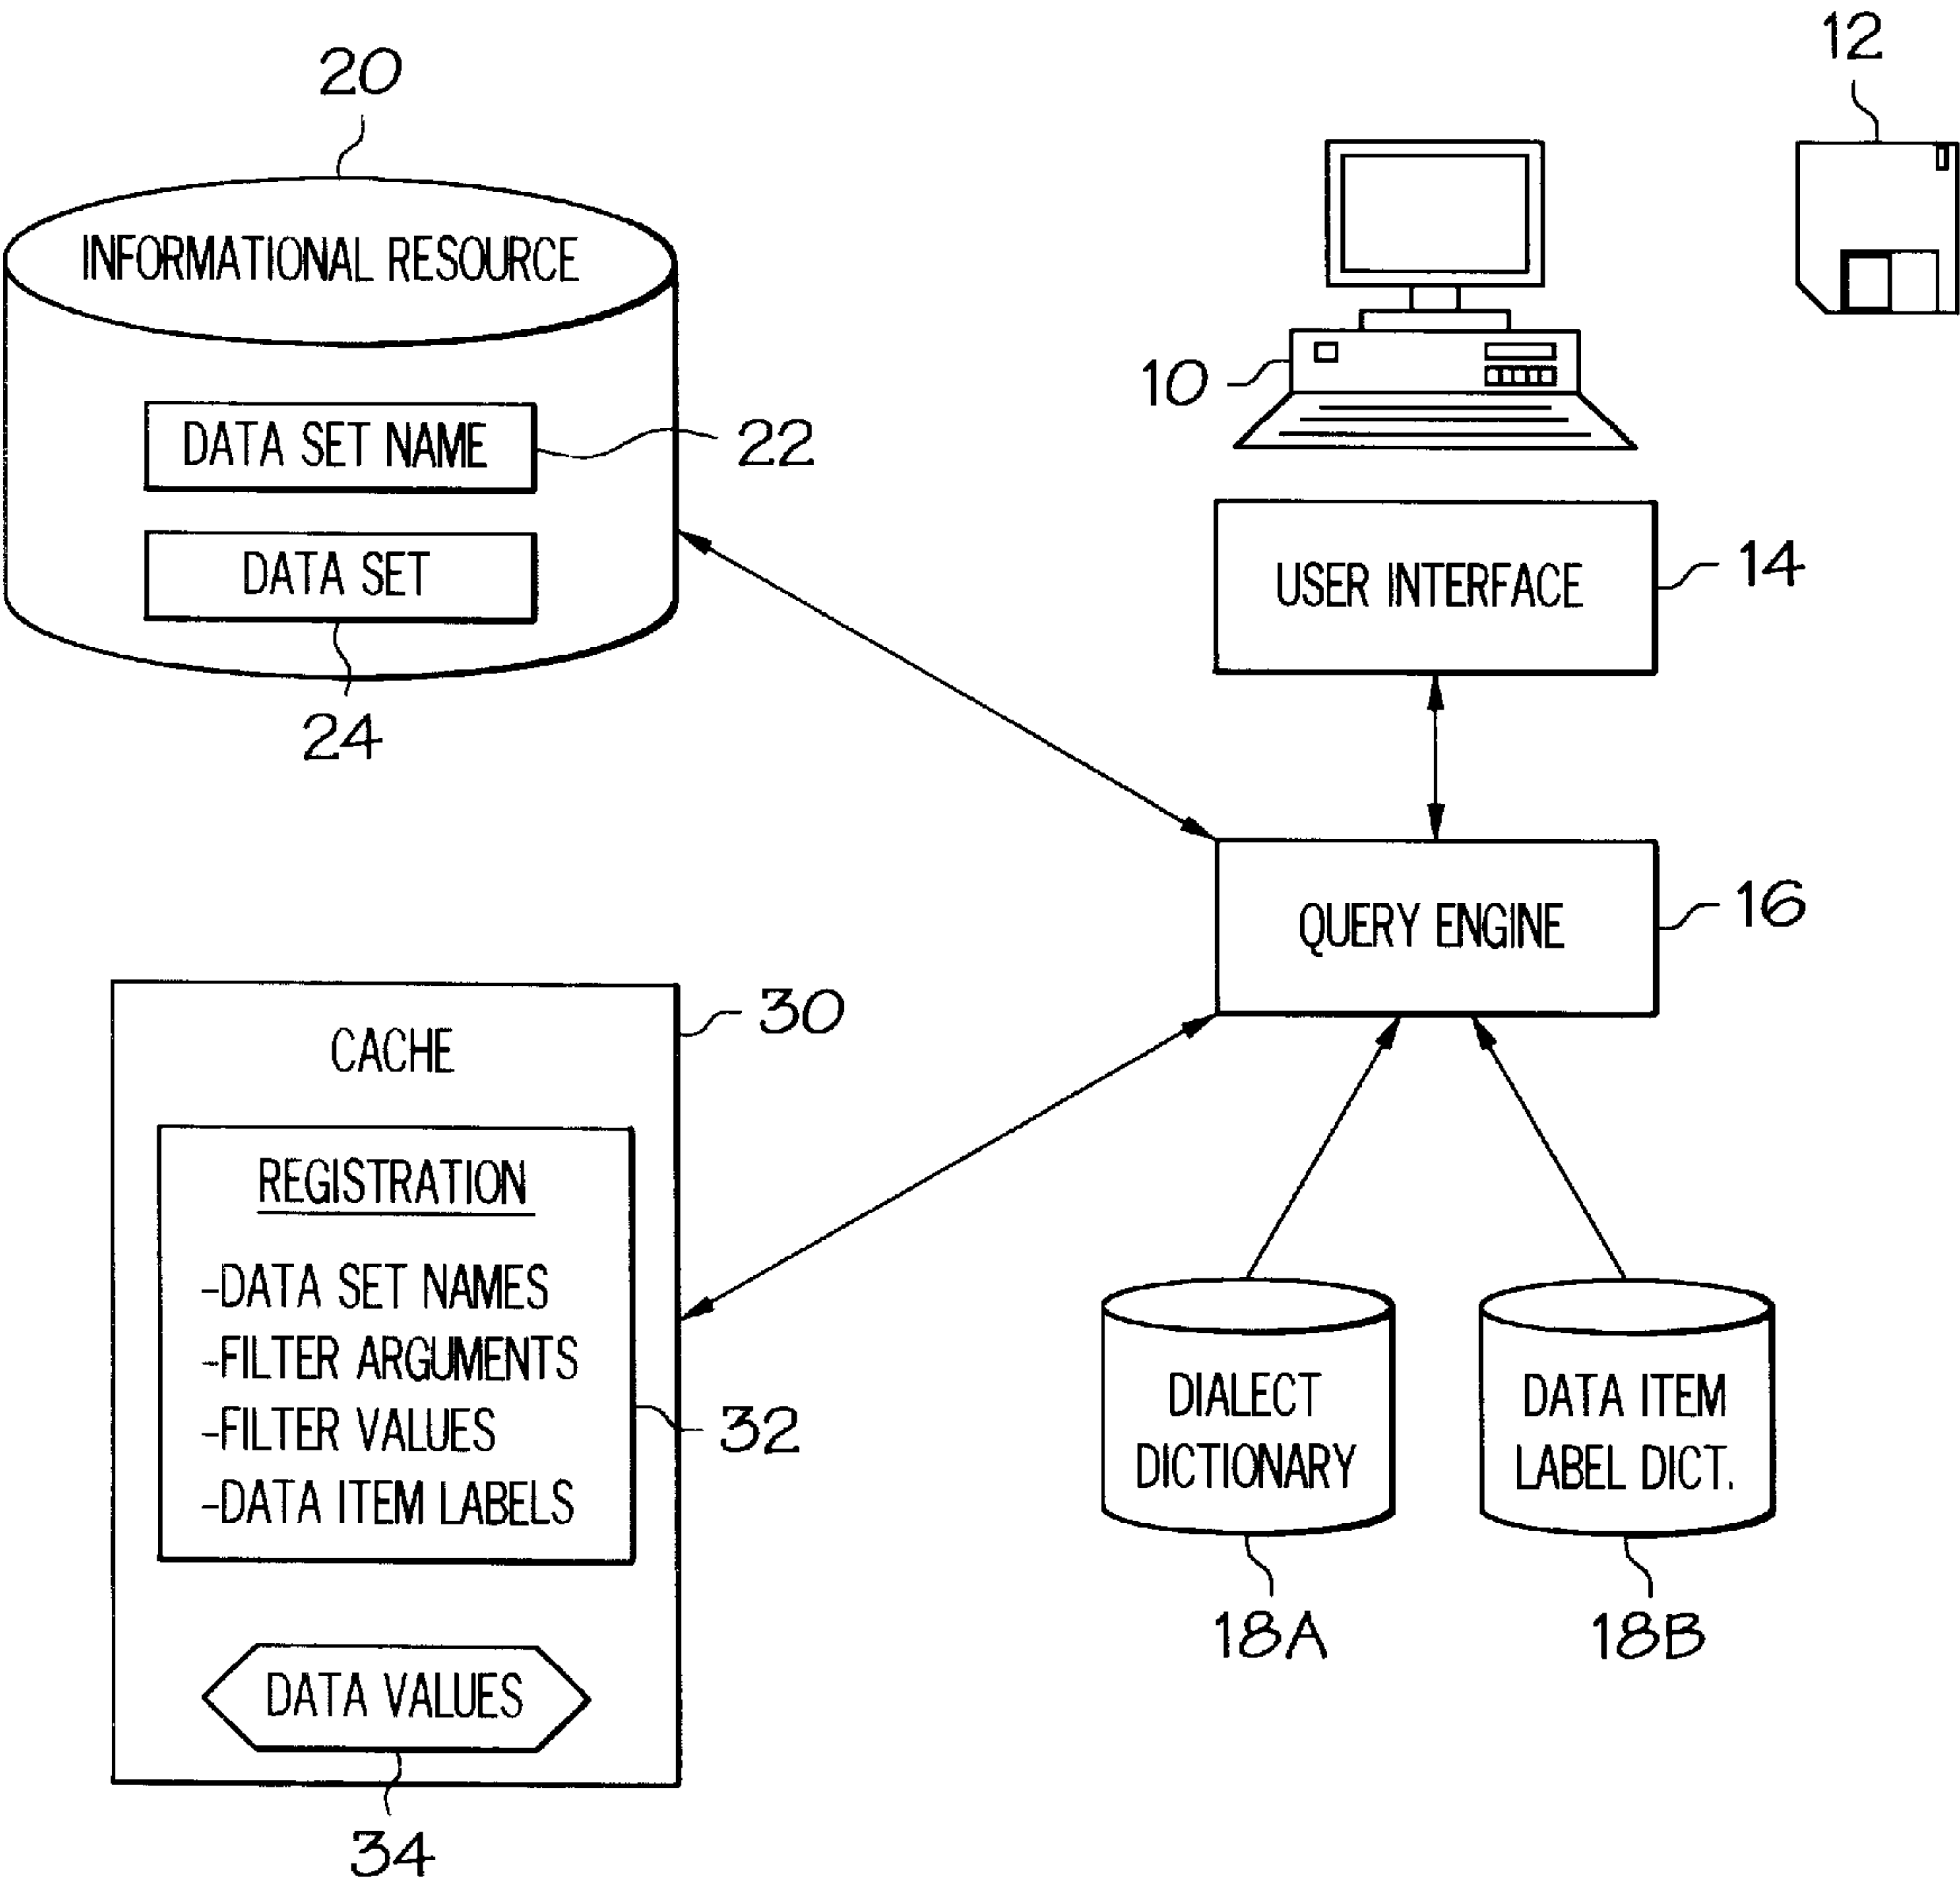 20
INFORMATIONAL RESOURCE
DATA SET NAME
22
DATA SET
24
12
10
USER INTERFACE
14
QUERY ENGINE
16
CACHE
30
REGISTRATION
-DATA SET NAMES
-FILTER ARGUMENTS
-FILTER VALUES
-DATA ITEM LABELS
32
DATA VALUES
34
DIALECT
DICTIONARY
18A
DATA ITEM
LABEL DICT.
18B